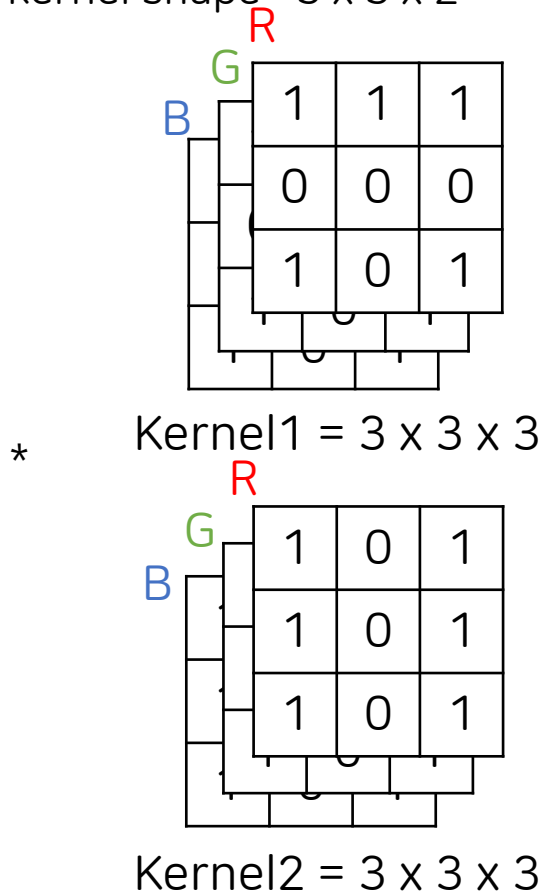 R
G
B
1 1 1
0 0 0
1 0 1
Kernel1 = 3 x 3 x 3
*
R
G
B
1 0 1
1 0 1
1 0 1
Kernel2 = 3 x 3 x 3